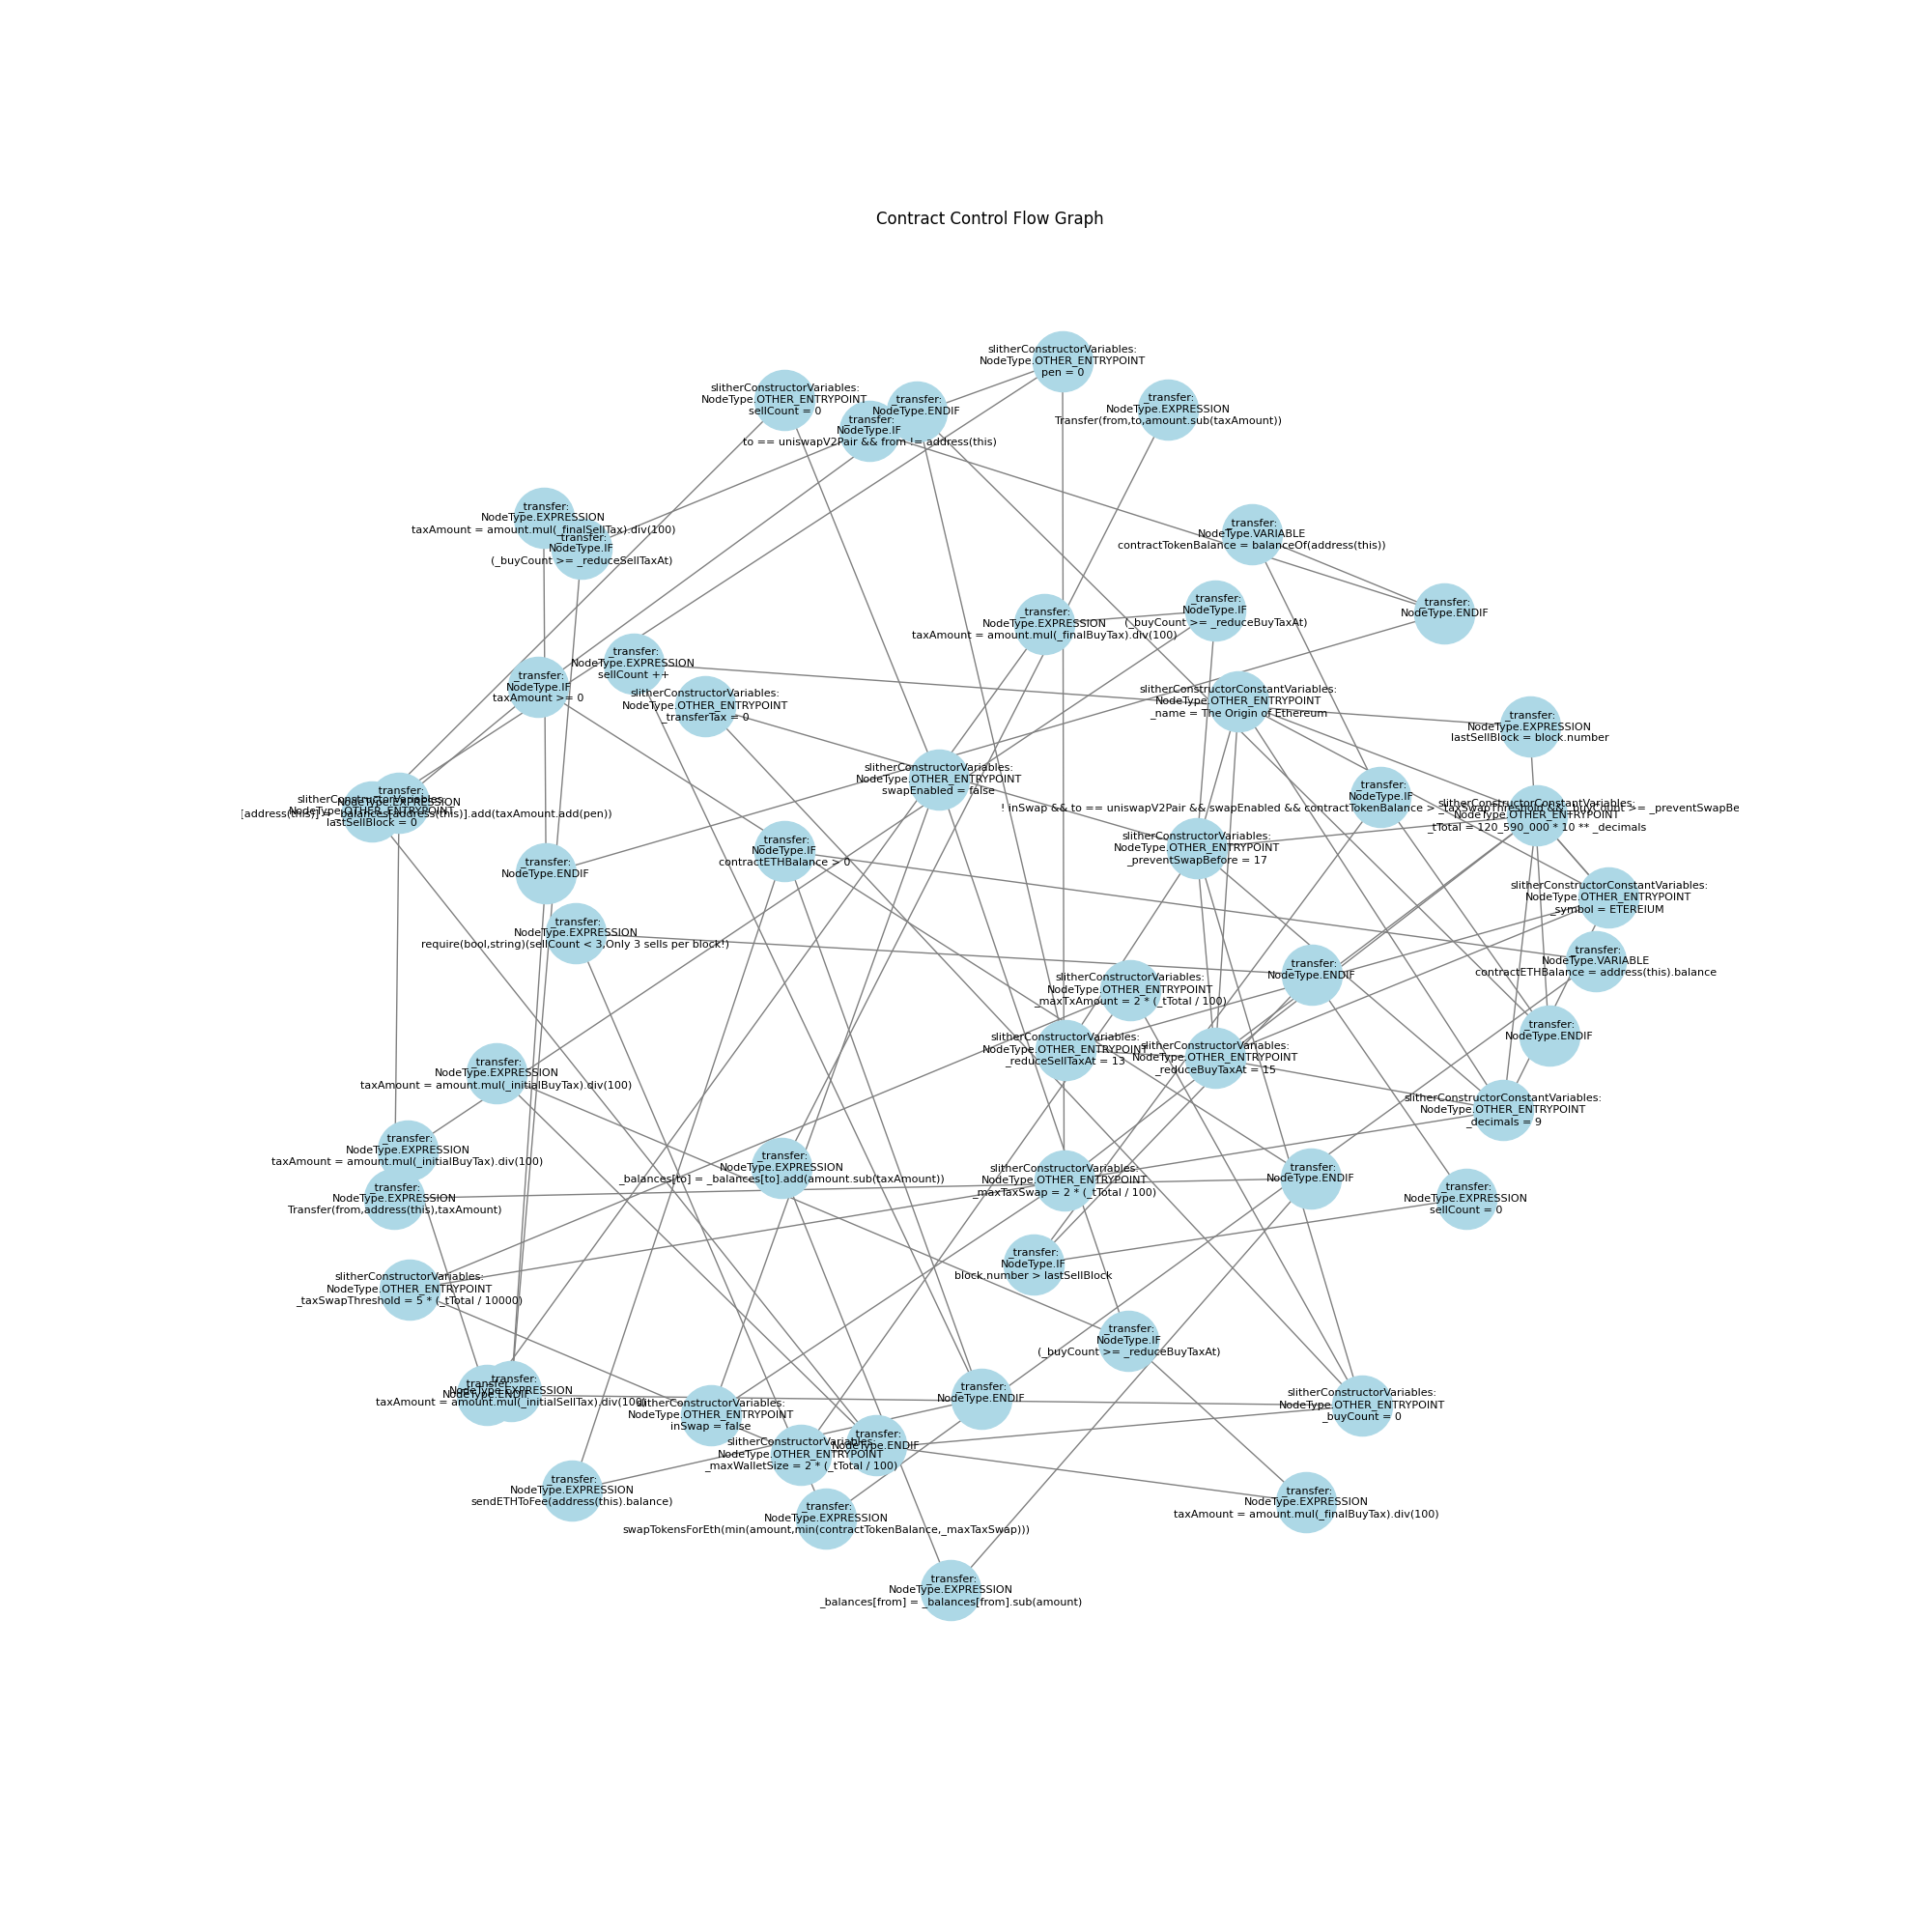 Contract Control Flow Graph
slitherConstructorVariables:
NodeType.OTHER_ENTRYPOINT
pen = 0
slitherConstructorVariables:
NodeType.OTHER_ENTRYPOINT
sellCount = 0
_transfer:
NodeType.ENDIF
_transfer:
NodeType.IF
to == uniswapV2Pair && from != address(this)
_transfer:
NodeType.EXPRESSION
Transfer(from,to,amount.sub(taxAmount))
_transfer:
NodeType.EXPRESSION
taxAmount = amount.mul(_finalSellTax).div(100)
_transfer:
NodeType.IF
(_buyCount >= _reduceSellTaxAt)
_transfer:
NodeType.VARIABLE
contractTokenBalance = balanceOf(address(this))
_transfer:
NodeType.IF
(_buyCount >= _reduceBuyTaxAt)
_transfer:
NodeType.ENDIF
_transfer:
NodeType.EXPRESSION
taxAmount = amount.mul(_finalBuyTax).div(100)
_transfer:
NodeType.EXPRESSION
sellCount ++
_transfer:
NodeType.IF
taxAmount >= 0
slitherConstructorVariables:
NodeType.OTHER_ENTRYPOINT
_transferTax = 0
slitherConstructorConstantVariables:
NodeType.OTHER_ENTRYPOINT
_name = The Origin of Ethereum
_transfer:
NodeType.EXPRESSION
lastSellBlock = block.number
slitherConstructorVariables:
NodeType.OTHER_ENTRYPOINT
swapEnabled = false
_transfer:
NodeType.IF
! inSwap && to == uniswapV2Pair && swapEnabled && contractTokenBalance > _taxSwapThreshold && _buyCount >= _preventSwapBe
slitherConstructorConstantVariables:
NodeType.OTHER_ENTRYPOINT
_tTotal = 120_590_000 * 10 ** _decimals
_transfer:
NodeType.EXPRESSION
[address(this)] = _balances[address(this)].add(taxAmount.add(pen))
slitherConstructorVariables:
NodeType.OTHER_ENTRYPOINT
lastSellBlock = 0
slitherConstructorVariables:
NodeType.OTHER_ENTRYPOINT
_preventSwapBefore = 17
_transfer:
NodeType.IF
contractETHBalance > 0
_transfer:
NodeType.ENDIF
slitherConstructorConstantVariables:
NodeType.OTHER_ENTRYPOINT
_symbol = ETEREIUM
_transfer:
NodeType.EXPRESSION
require(bool,string)(sellCount < 3,Only 3 sells per block!)
_transfer:
NodeType.VARIABLE
contractETHBalance = address(this).balance
_transfer:
NodeType.ENDIF
slitherConstructorVariables:
NodeType.OTHER_ENTRYPOINT
_maxTxAmount = 2 * (_tTotal / 100)
_transfer:
NodeType.ENDIF
slitherConstructorVariables:
NodeType.OTHER_ENTRYPOINT
_reduceSellTaxAt = 13
slitherConstructorVariables:
NodeType.OTHER_ENTRYPOINT
_reduceBuyTaxAt = 15
_transfer:
NodeType.EXPRESSION
taxAmount = amount.mul(_initialBuyTax).div(100)
slitherConstructorConstantVariables:
NodeType.OTHER_ENTRYPOINT
_decimals = 9
_transfer:
NodeType.EXPRESSION
taxAmount = amount.mul(_initialBuyTax).div(100)
_transfer:
NodeType.EXPRESSION
_balances[to] = _balances[to].add(amount.sub(taxAmount))
slitherConstructorVariables:
NodeType.OTHER_ENTRYPOINT
_maxTaxSwap = 2 * (_tTotal / 100)
_transfer:
NodeType.ENDIF
_transfer:
NodeType.EXPRESSION
Transfer(from,address(this),taxAmount)
_transfer:
NodeType.EXPRESSION
sellCount = 0
_transfer:
NodeType.IF
block.number > lastSellBlock
slitherConstructorVariables:
NodeType.OTHER_ENTRYPOINT
_taxSwapThreshold = 5 * (_tTotal / 10000)
_transfer:
NodeType.IF
(_buyCount >= _reduceBuyTaxAt)
_transfer:
NodeType.ENDIF
_transfer:
NodeType.EXPRESSION
taxAmount = amount.mul(_initialSellTax).div(100)
_transfer:
NodeType.ENDIF
slitherConstructorVariables:
NodeType.OTHER_ENTRYPOINT
_buyCount = 0
slitherConstructorVariables:
NodeType.OTHER_ENTRYPOINT
inSwap = false
_transfer:
NodeType.ENDIF
slitherConstructorVariables:
NodeType.OTHER_ENTRYPOINT
_maxWalletSize = 2 * (_tTotal / 100)
_transfer:
NodeType.EXPRESSION
sendETHToFee(address(this).balance)
_transfer:
NodeType.EXPRESSION
taxAmount = amount.mul(_finalBuyTax).div(100)
_transfer:
NodeType.EXPRESSION
swapTokensForEth(min(amount,min(contractTokenBalance,_maxTaxSwap)))
_transfer:
NodeType.EXPRESSION
_balances[from] = _balances[from].sub(amount)